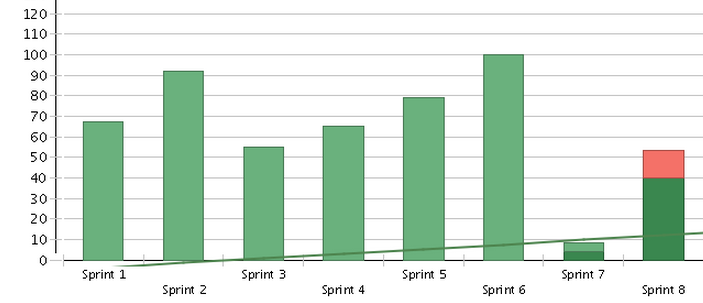 120
110
100
90
80
70
60
50
40
30
20
10
0
Sprint 1
Sprint 2
Sprint 3
Sprint 4
Sprint 5
Sprint 6
Sprint 7
Sprint 8